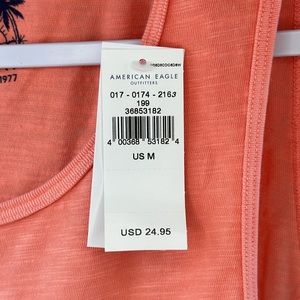 1977
AMERICAN EAGLE
OUTFITTERS
017 - 0174 - 2163
199
36853182
4 00368 53182 4
US M
USD 24.95